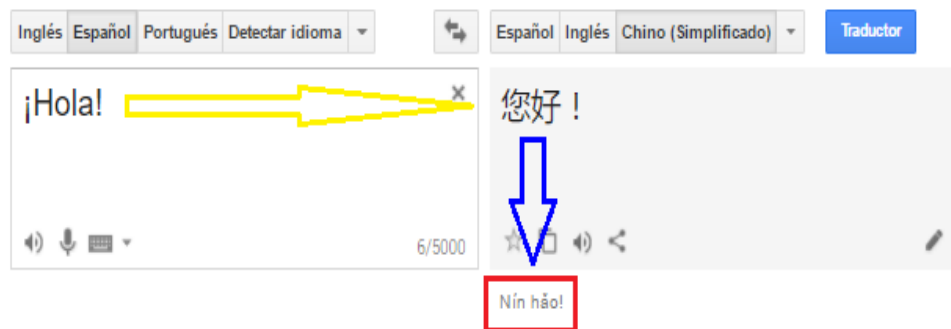 Inglés Español Portugués Detectar idioma
Español Inglés Chino (Simplificado) Traductor
¡Hola!
您好！
6/5000
Nín hǎo!